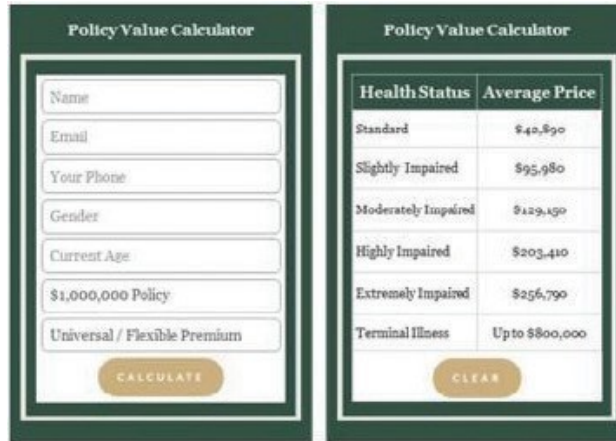 Policy Value Calculator
Name
Email
Your Phone
Gender
Current Age
$1,000,000 Policy
Universal / Flexible Premium
CALCULATE
Policy Value Calculator
Health Status Average Price
Standard $42,890
Slightly Impaired $95,980
Moderately Impaired $129,150
Highly Impaired $203,410
Extremely Impaired $256,790
Terminal Illness Up to $800,000
CLEAR